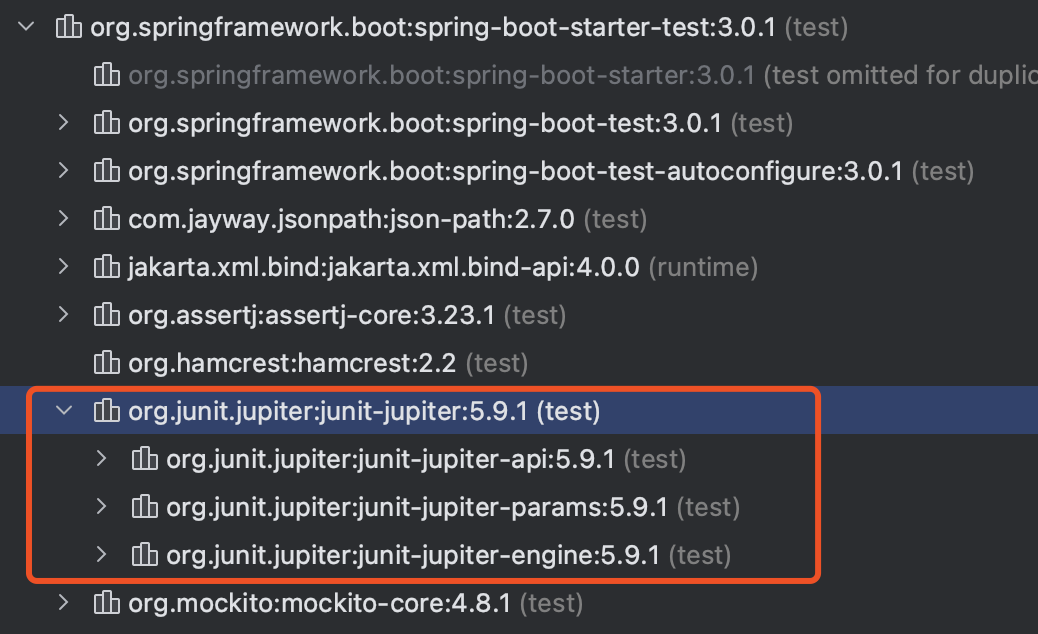 org.springframework.boot:spring-boot-starter-test:3.0.1 (test)
org.springframework.boot:spring-boot-starter:3.0.1 (test omitted for duplic
org.springframework.boot:spring-boot-test:3.0.1 (test)
org.springframework.boot:spring-boot-test-autoconfigure:3.0.1 (test)
com.jayway.jsonpath:json-path:2.7.0 (test)
jakarta.xml.bind:jakarta.xml.bind-api:4.0.0 (runtime)
org.assertj:assertj-core:3.23.1 (test)
org.hamcrest:hamcrest:2.2 (test)
org.junit.jupiter:junit-jupiter:5.9.1 (test)
org.junit.jupiter:junit-jupiter-api:5.9.1 (test)
org.junit.jupiter:junit-jupiter-params:5.9.1 (test)
org.junit.jupiter:junit-jupiter-engine:5.9.1 (test)
org.mockito:mockito-core:4.8.1 (test)